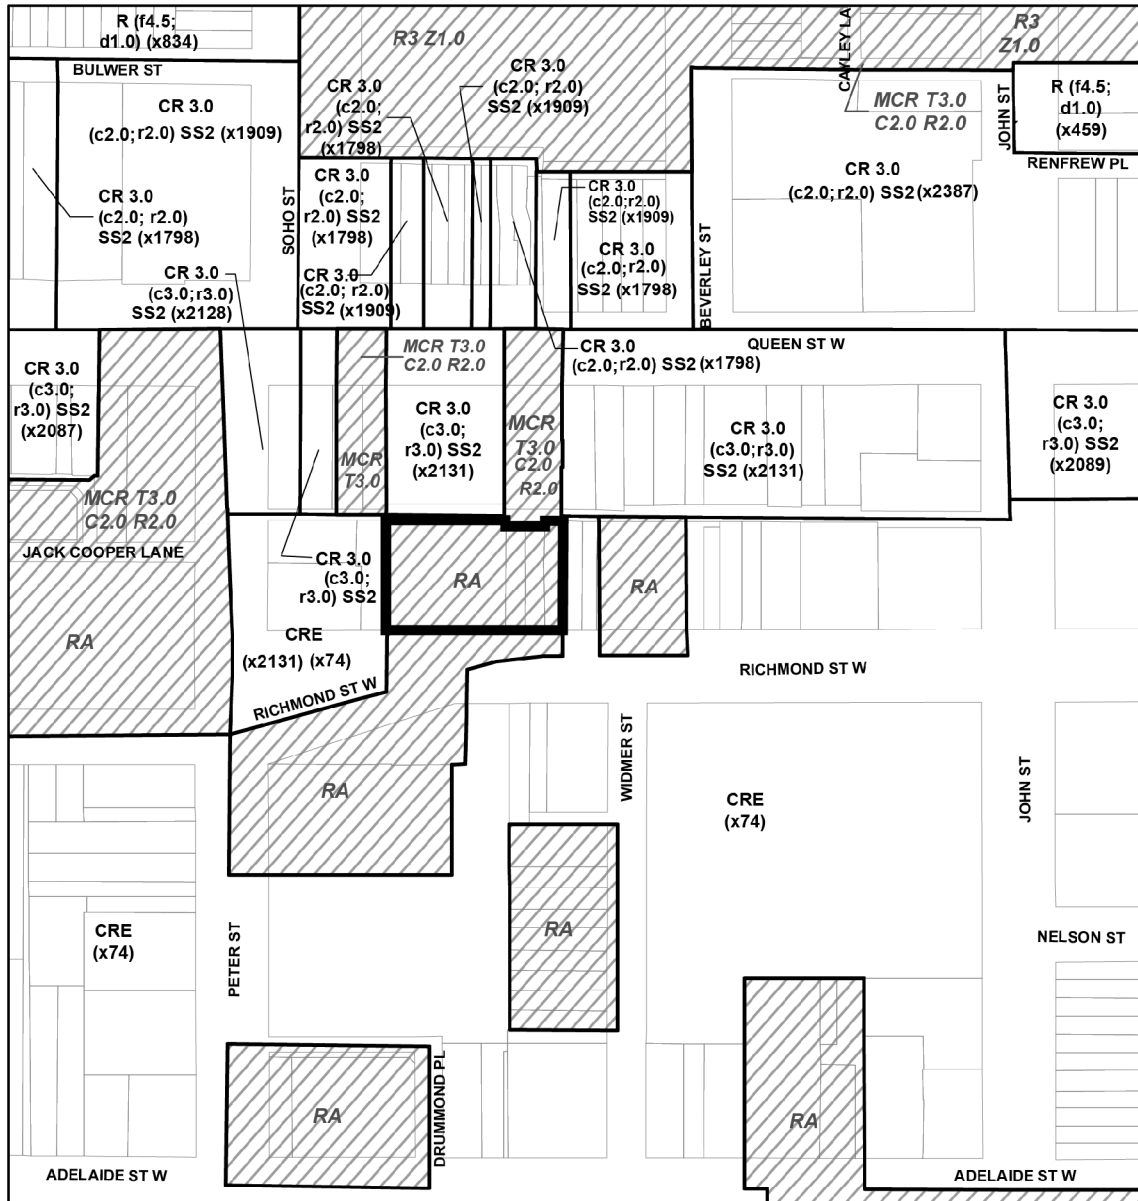 R (f4.5;
d1.0) (x834)
BULWER ST
R3 Z1.0
CAYLEY LA
R3
Z1.0
CR 3.0
(c2.0; r2.0) SS2 (x1909)
CR 3.0
(c2.0;
r2.0) SS2
(x1798)
CR 3.0
(c2.0; r2.0)
SS2 (x1909)
MCR T3.0
C2.0 R2.0
JOHN ST
R (f4.5;
d1.0)
(x459)
RENFREW PL
CR 3.0
(c2.0; r2.0)
SS2 (x1798)
SOHO ST
CR 3.0
(c2.0;
r2.0) SS2
(x1798)
CR 3.0
(c2.0;r2.0)
SS2 (x1909)
CR 3.0
(c2.0;r2.0)
SS2 (x1798)
BEVERLEY ST
CR 3.0
(c2.0; r2.0) SS2 (x2387)
CR 3.0
(c3.0;r3.0)
SS2 (x2128)
CR 3.0
(c2.0; r2.0)
SS2 (x1909)
QUEEN ST W
CR 3.0
(c3.0;
r3.0) SS2
(x2087)
MCR T3.0
C2.0 R2.0
CR 3.0
(c2.0;r2.0) SS2 (x1798)
MCR
T3.0
CR 3.0
(c3.0;
r3.0) SS2
(x2131)
MCR
T3.0
C2.0
R2.0
CR 3.0
(c3.0;r3.0)
SS2 (x2131)
CR 3.0
(c3.0;
r3.0) SS2
(x2089)
MCR T3.0
C2.0 R2.0
JACK COOPER LANE
RA
CR 3.0
(c3.0;
r3.0) SS2
CRE
(x2131) (x74)
RA
RA
RICHMOND ST W
RICHMOND ST W
RA
WIDMER ST
CRE
(x74)
JOHN ST
CRE
(x74)
PETER ST
RA
NELSON ST
RA
DRUMMOND PL
RA
ADELAIDE ST W
ADELAIDE ST W